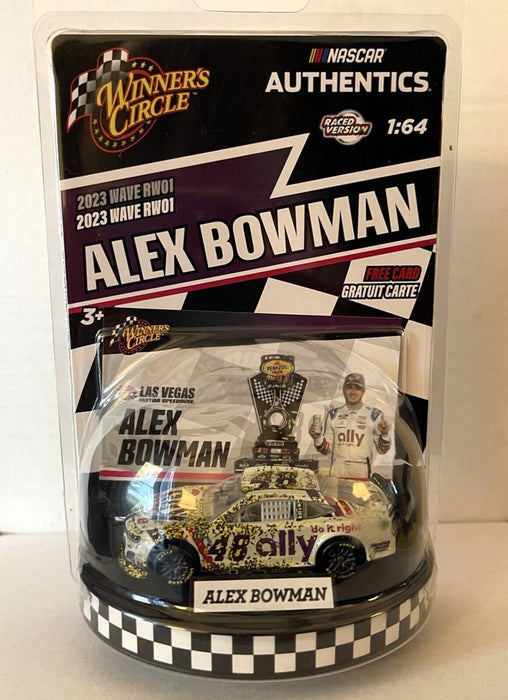 WINNER'S
CIRCLE
NASCAR
AUTHENTICS
RACED
VERSION
1:64
2023 WAVE RW01
2023 WAVE RW01
ALEX BOWMAN
FREE CARD
GRATUIT CARTE
3+
WINNER'S
CIRCLE
LAS VEGAS
MOTOR SPEEDWAY
ALEX
BOWMAN
PENNZOIL
ally
do it right
48 ally
ALEX BOWMAN